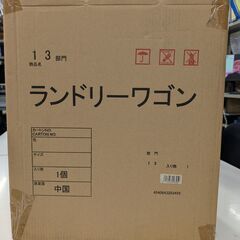 13 部門
商品名
ランドリーワゴン
カートンNO.
CARTON NO.
色
サイズ
入り数
1個
原産国
中国
部門
13
入り数
1